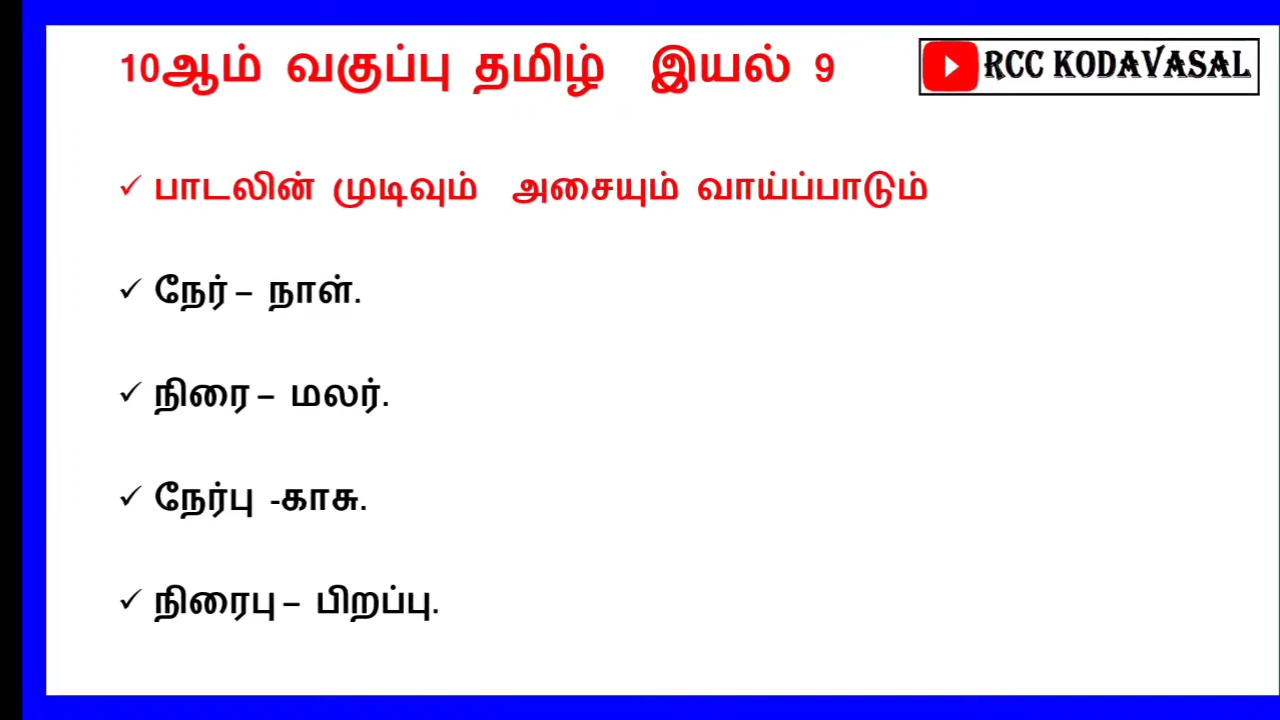 10ஆம் வகுப்பு தமிழ் இயல் 9
RCC KODAVASAL
✓ பாடலின் முடிவும் அசையும் வாய்ப்பாடும்
✓ நேர் – நாள்.
✓ நிரை – மலர்.
✓ நேர்பு -காசு.
✓ நிரைபு – பிறப்பு.